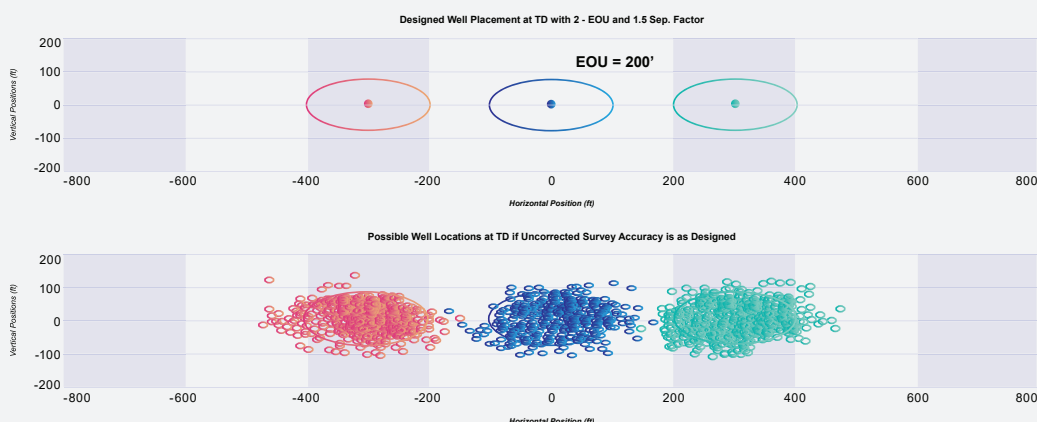 Designed Well Placement at TD with 2 - EOU and 1.5 Sep. Factor
200
EOU = 200’
100
Vertical Positions (ft)
0
-100
-200
-800 -600 -400 -200 0 200 400 600 800
Horizontal Position (ft)
Possible Well Locations at TD if Uncorrected Survey Accuracy is as Designed
200
100
Vertical Positions (ft)
0
-100
-200
-800 -600 -400 -200 0 200 400 600 800
Horizontal Position (ft)